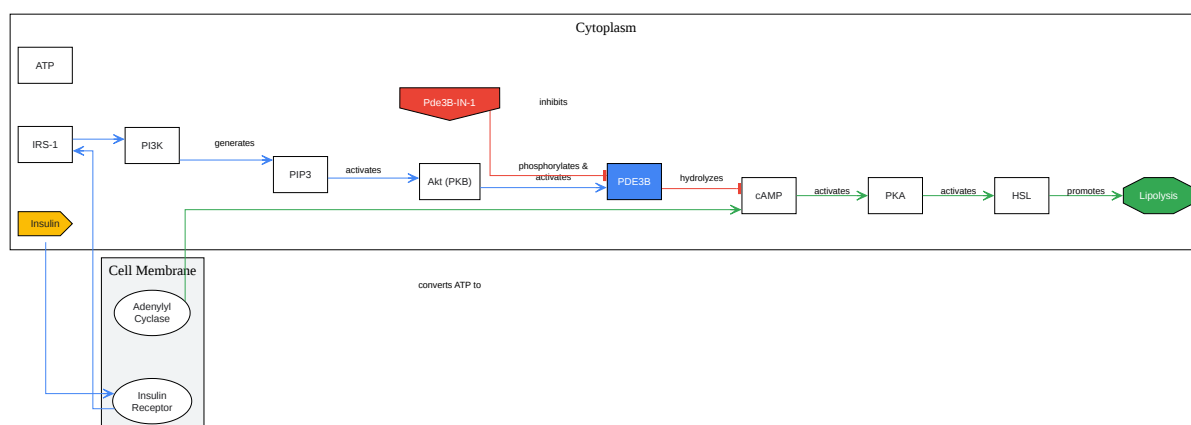 Cytoplasm
ATP
Pde3B-IN-1
inhibits
IRS-1
PI3K
generates
PIP3
activates
Akt (PKB)
phosphorylates &
activates
PDE3B
hydrolyzes
cAMP
activates
PKA
activates
HSL
promotes
Lipolysis
Insulin
Cell Membrane
converts ATP to
Adenylyl
Cyclase
Insulin
Receptor